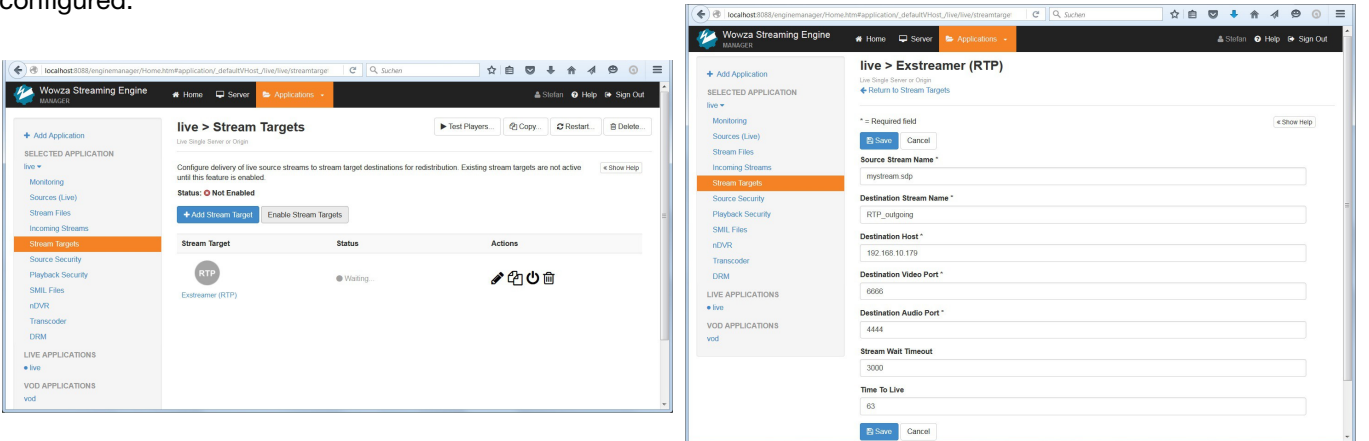 configured.
localhost:8088/enginemanager/Home.htm#application/_defaultVHost_/live/live/streamtarge
Suchen
Wowza Streaming Engine
MANAGER
Home
Server
Applications
Stefan
Help
Sign Out
+ Add Application
SELECTED APPLICATION
live
Monitoring
Sources (Live)
Stream Files
Incoming Streams
Stream Targets
Source Security
Playback Security
SMIL Files
nDVR
Transcoder
DRM
LIVE APPLICATIONS
live
VOD APPLICATIONS
vod
live > Stream Targets
Live Single Server or Origin
Test Players...
Copy...
Restart...
Delete...
Configure delivery of live source streams to stream target destinations for redistribution. Existing stream targets are not active
until this feature is enabled.
« Show Help
Status: Not Enabled
+ Add Stream Target
Enable Stream Targets
Stream Target Status Actions
RTP
Waiting...
Exstreamer (RTP)
localhost:8088/enginemanager/Home.htm#application/_defaultVHost_/live/live/streamtarge
Suchen
Wowza Streaming Engine
MANAGER
Home
Server
Applications
Stefan
Help
Sign Out
+ Add Application
SELECTED APPLICATION
live
Monitoring
Sources (Live)
Stream Files
Incoming Streams
Stream Targets
Source Security
Playback Security
SMIL Files
nDVR
Transcoder
DRM
LIVE APPLICATIONS
live
VOD APPLICATIONS
vod
live > Exstreamer (RTP)
Live Single Server or Origin
Return to Stream Targets
* = Required field
« Show Help
Save
Cancel
Source Stream Name *
mystream.sdp
Destination Stream Name *
RTP_outgoing
Destination Host *
192.168.10.179
Destination Video Port *
6666
Destination Audio Port *
4444
Stream Wait Timeout
3000
Time To Live
63
Save
Cancel